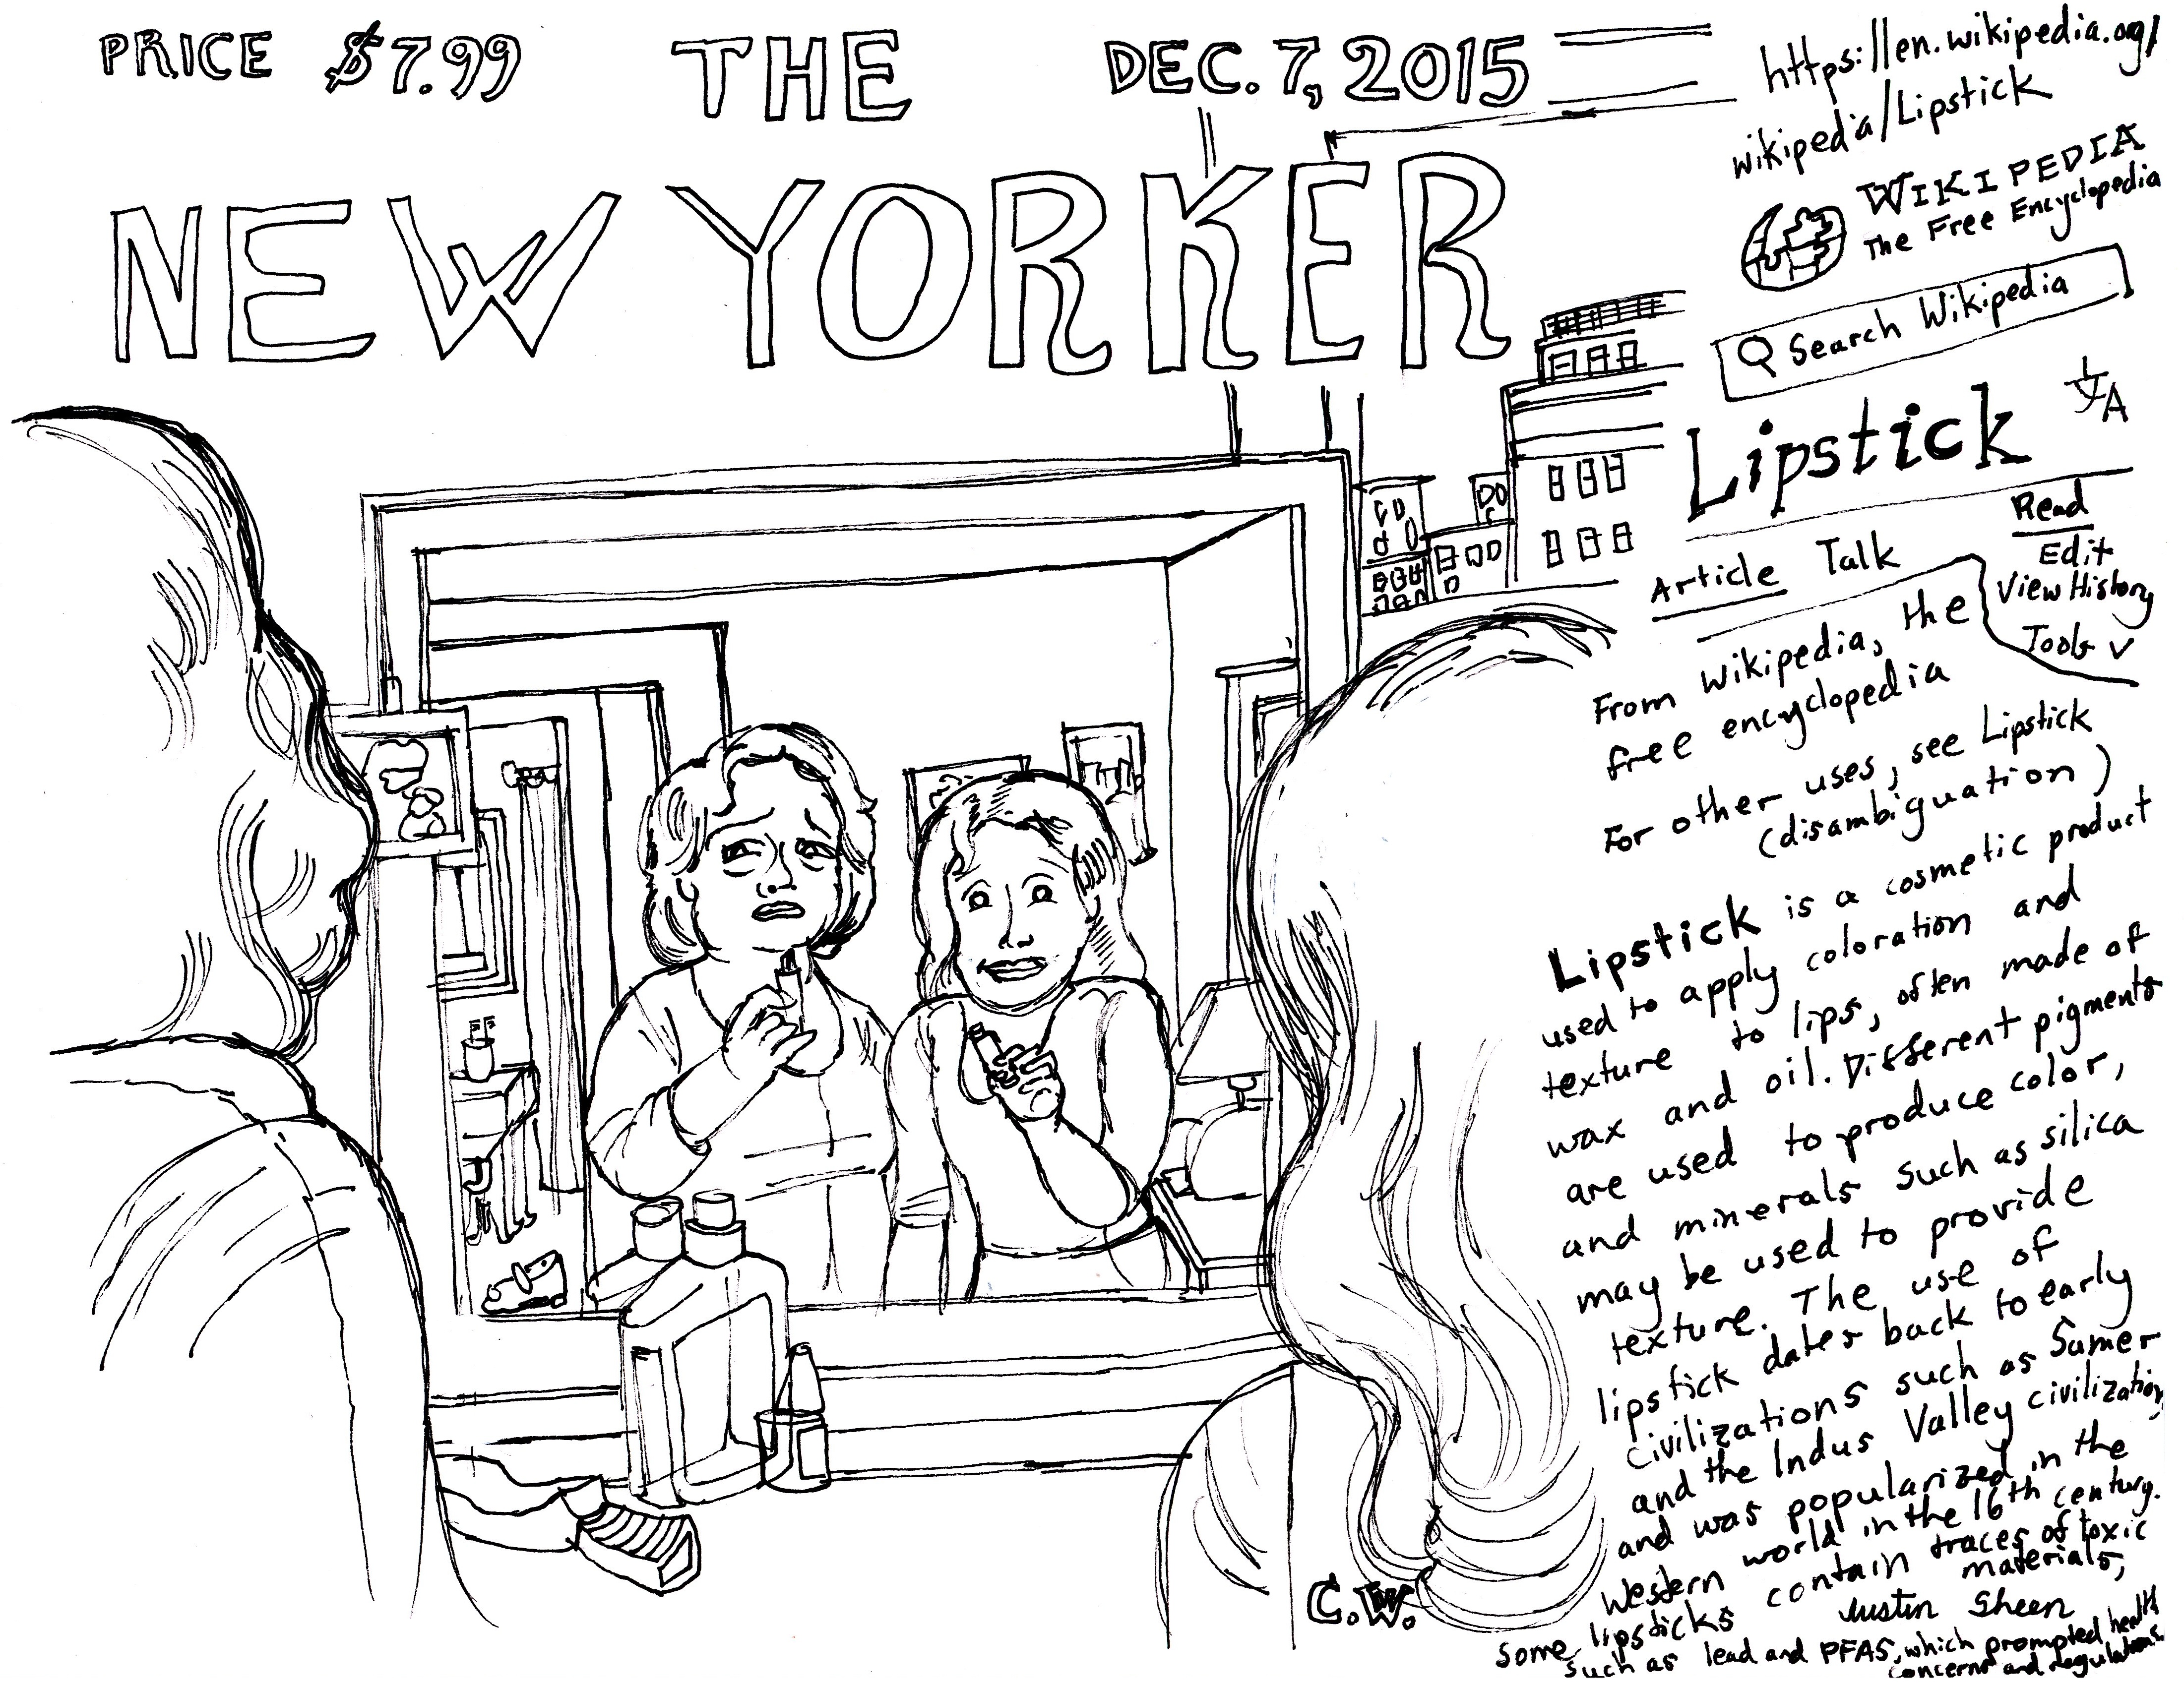 PRICE $7.99 THE DEC. 7, 2015
NEW YORKER
https://en.wikipedia.org/
wikipedia/Lipstick
WIKIPEDIA
The Free Encyclopedia
Search Wikipedia
Lipstick
文A
Article Talk
Read
Edit
View History
Tools
From Wikipedia, the
free encyclopedia
For other uses, see Lipstick
(disambiguation)
Lipstick is a cosmetic product
used to apply coloration and
texture to lips, often made of
wax and oil. Different pigments
are used to produce color,
and minerals such as silica
may be used to provide
texture. The use of
lipstick dates back to early
civilizations such as Sumer
and the Indus Valley civilization,
and was popularized in the
Western world in the 16th century.
Some lipsticks contain traces of toxic
materials,
such as lead and PFAS, which prompted health
concerns and regulations.
Justin Sheen
C.W.